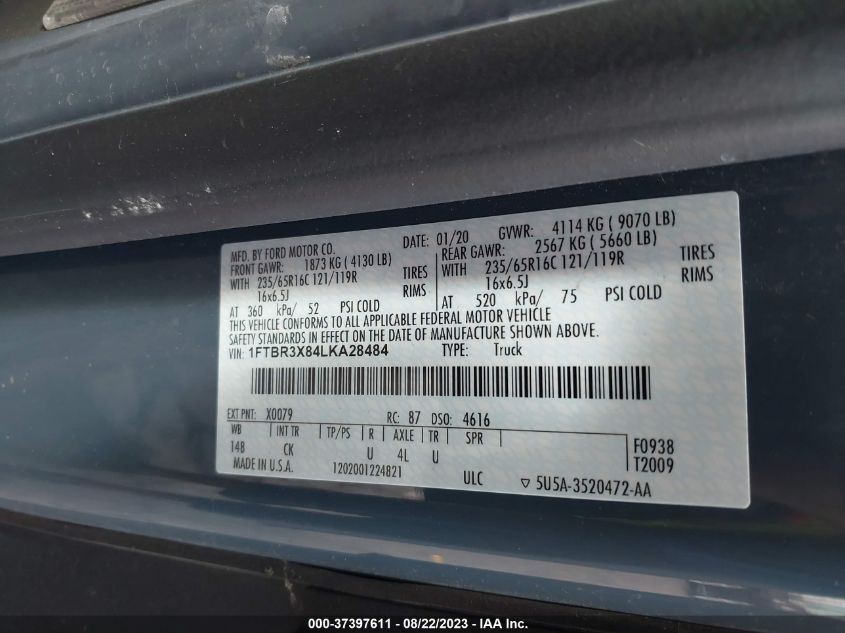 MFD. BY FORD MOTOR CO. DATE: 01/20 GVWR: 4114 KG ( 9070 LB)
FRONT GAWR: 1873 KG ( 4130 LB) REAR GAWR: 2567 KG ( 5660 LB)
WITH 235/65R16C 121/119R TIRES WITH 235/65R16C 121/119R TIRES
16x6.5J RIMS 16x6.5J RIMS
AT 360 kPa/ 52 PSI COLD AT 520 kPa/ 75 PSI COLD
THIS VEHICLE CONFORMS TO ALL APPLICABLE FEDERAL MOTOR VEHICLE
SAFETY STANDARDS IN EFFECT ON THE DATE OF MANUFACTURE SHOWN ABOVE.
VIN: 1FTBR3X84LKA28484 TYPE: Truck
EXT PNT: X0079 RC: 87 DSO: 4616
WB INT TR TP/PS R AXLE TR SPR F0938
148 CK U 4L U T2009
MADE IN U.S.A. 1202001224821 ULC ▽ 5U5A-3520472-AA
000-37397611 - 08/22/2023 - IAA Inc.